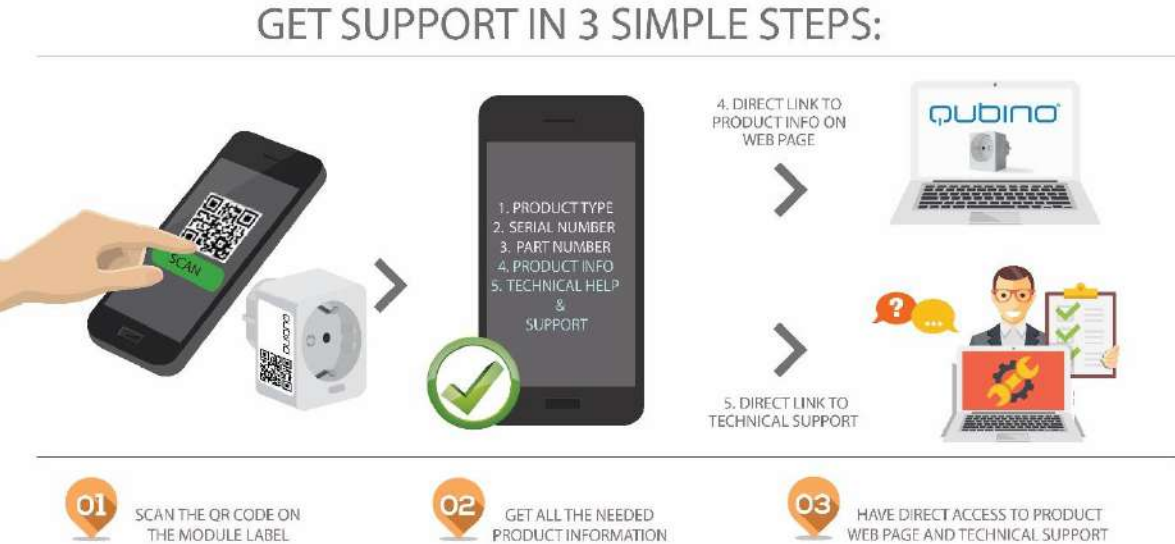 GET SUPPORT IN 3 SIMPLE STEPS:
SCAN
QUBINO
1. PRODUCT TYPE
2. SERIAL NUMBER
3. PART NUMBER
4. PRODUCT INFO
5. TECHNICAL HELP
&
SUPPORT
4. DIRECT LINK TO
PRODUCT INFO ON
WEB PAGE
QUBINO
?
...
5. DIRECT LINK TO
TECHNICAL SUPPORT
01
SCAN THE QR CODE ON
THE MODULE LABEL
02
GET ALL THE NEEDED
PRODUCT INFORMATION
03
HAVE DIRECT ACCESS TO PRODUCT
WEB PAGE AND TECHNICAL SUPPORT